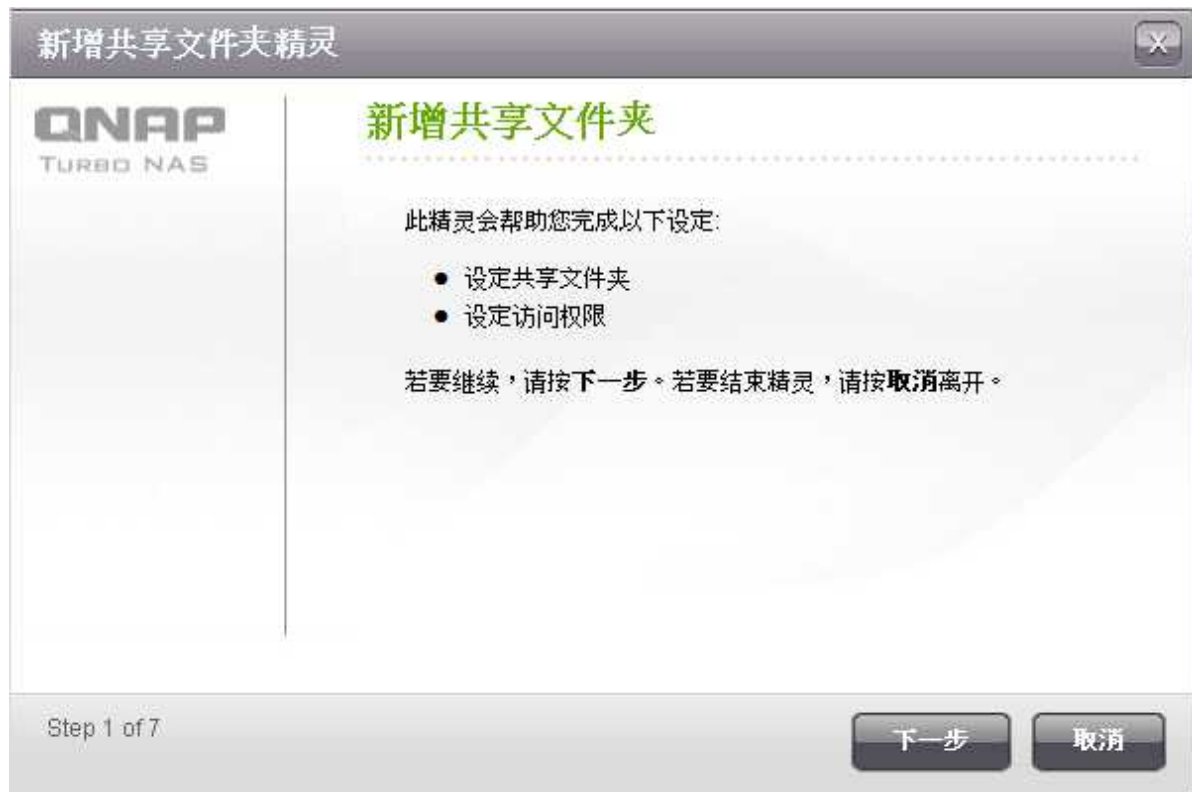 新增共享文件夹精灵
X
QNAP
TURBO NAS
新增共享文件夹
此精灵会帮助您完成以下设定:
● 设定共享文件夹
● 设定访问权限
若要继续，请按下一步。若要结束精灵，请按取消离开。
Step 1 of 7
下一步
取消